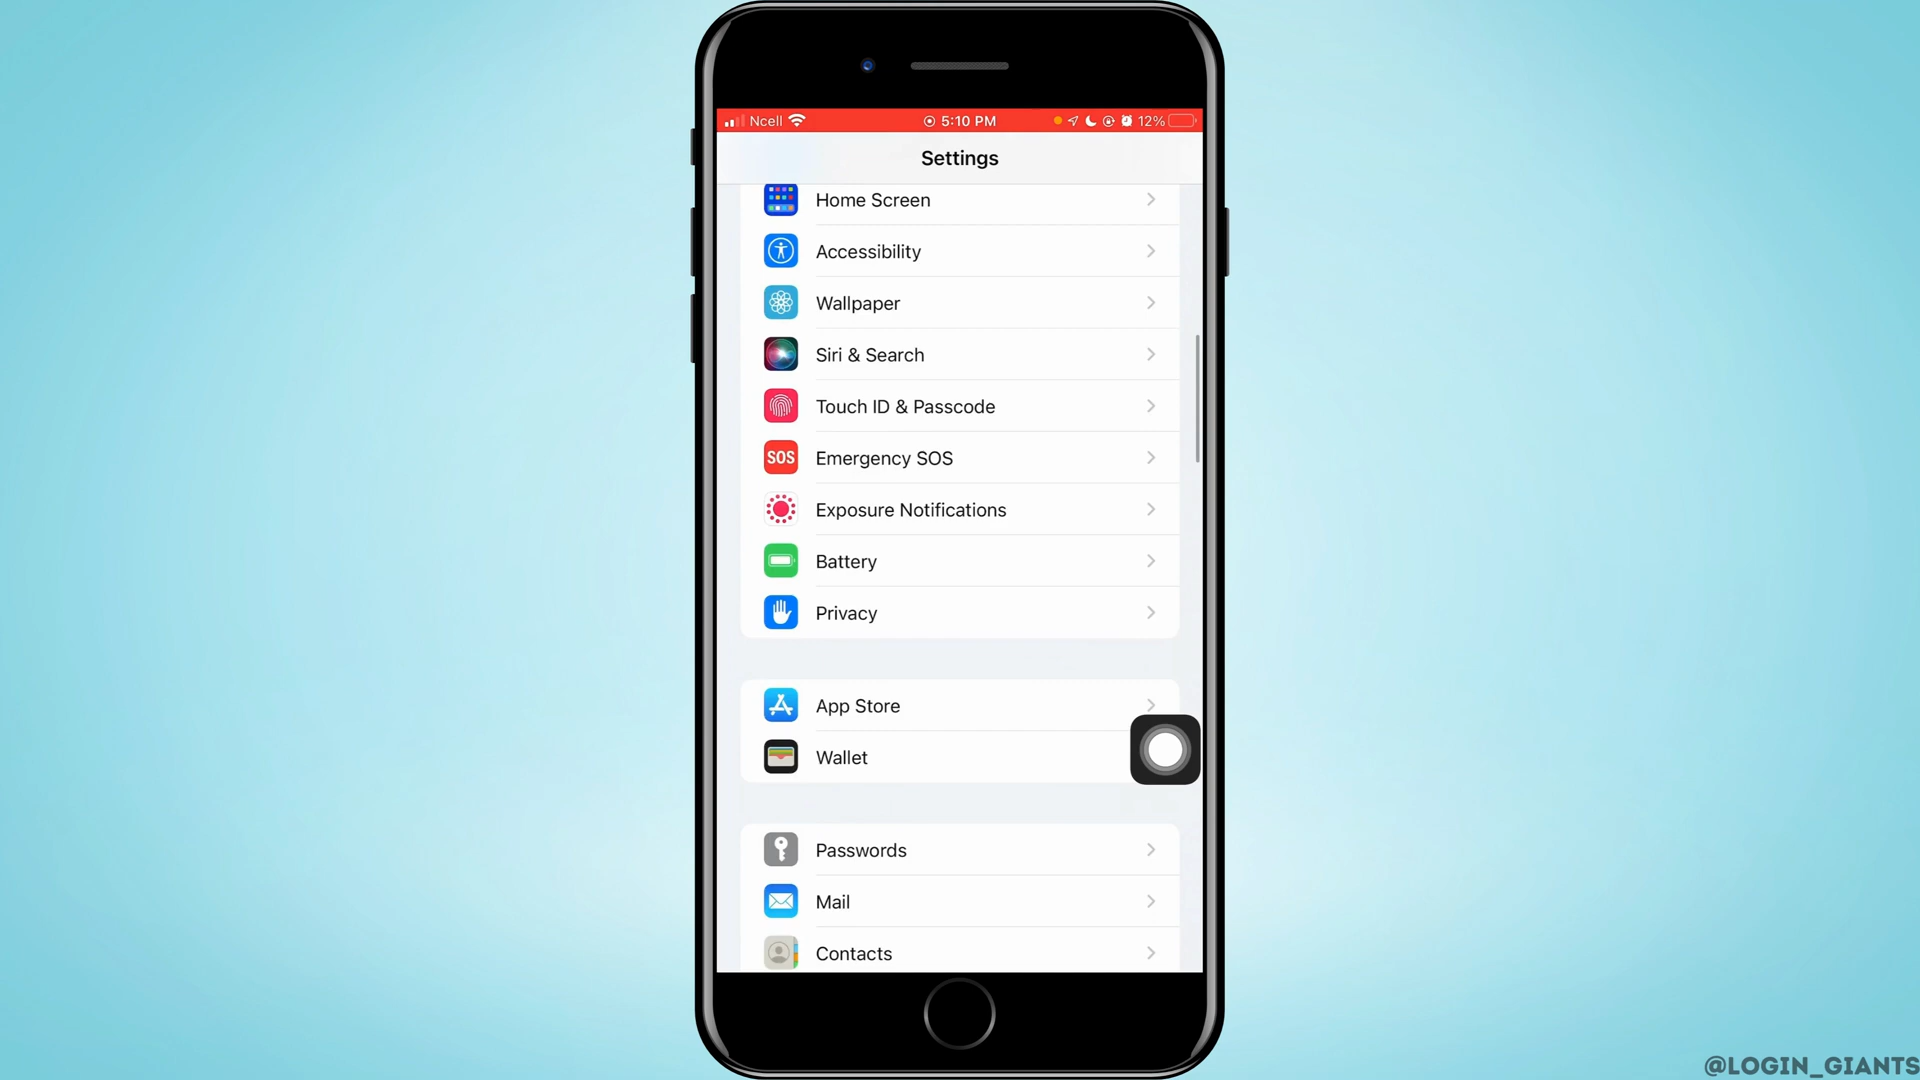 Ncell 5:10 PM 12%
Settings
Home Screen
Accessibility
Wallpaper
Siri & Search
Touch ID & Passcode
SOS Emergency SOS
Exposure Notifications
Battery
Privacy
App Store
Wallet
Passwords
Mail
Contacts
@LOGIN_GIANTS